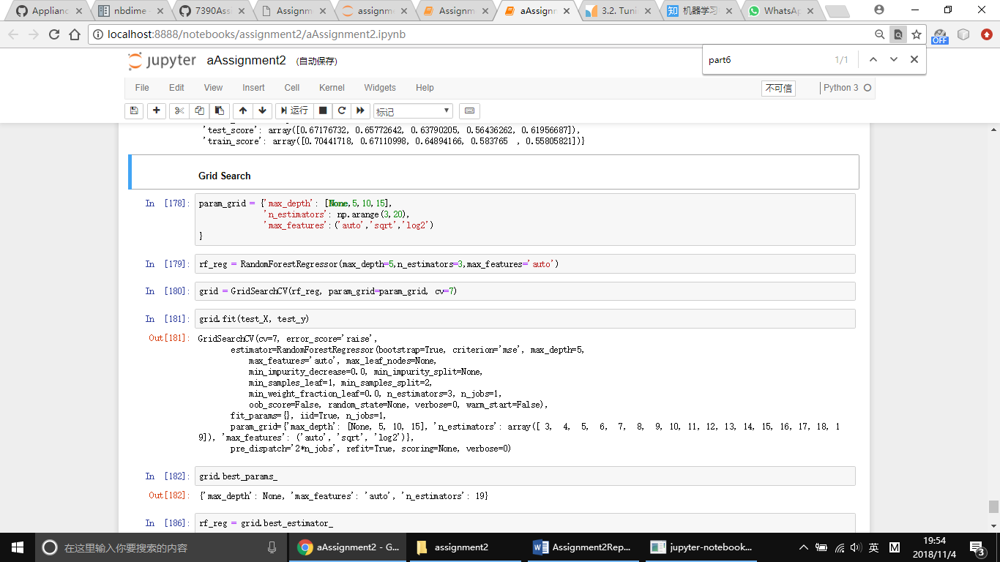 Applianc
nbdime -
7390Assi
Assignm
assignme
Assignm
aAssignm
3.2. Tuni
机器学习
WhatsAp
localhost:8888/notebooks/assignment2/aAssignment2.ipynb
OFF
part6
1/1
jupyter
aAssignment2
(自动保存)
File Edit View Insert Cell Kernel Widgets Help
不可信
Python 3
运行
标记
'test_score': array([0.67176732, 0.65772642, 0.63790205, 0.56436262, 0.61956687]),
'train_score': array([0.70441718, 0.67110998, 0.64894166, 0.583765 , 0.55805821])}
Grid Search
In [178]: param_grid = {'max_depth': [None,5,10,15],
'n_estimators': np.arange(3,20),
'max_features':('auto','sqrt','log2')
}
In [179]: rf_reg = RandomForestRegressor(max_depth=5,n_estimators=3,max_features='auto')
In [180]: grid = GridSearchCV(rf_reg, param_grid=param_grid, cv=7)
In [181]: grid.fit(test_X, test_y)
Out[181]: GridSearchCV(cv=7, error_score='raise',
estimator=RandomForestRegressor(bootstrap=True, criterion='mse', max_depth=5,
max_features='auto', max_leaf_nodes=None,
min_impurity_decrease=0.0, min_impurity_split=None,
min_samples_leaf=1, min_samples_split=2,
min_weight_fraction_leaf=0.0, n_estimators=3, n_jobs=1,
oob_score=False, random_state=None, verbose=0, warm_start=False),
fit_params={}, iid=True, n_jobs=1,
param_grid={'max_depth': [None, 5, 10, 15], 'n_estimators': array([ 3, 4, 5, 6, 7, 8, 9, 10, 11, 12, 13, 14, 15, 16, 17, 18, 1
9]), 'max_features': ('auto', 'sqrt', 'log2')},
pre_dispatch='2*n_jobs', refit=True, scoring=None, verbose=0)
In [182]: grid.best_params_
Out[182]: {'max_depth': None, 'max_features': 'auto', 'n_estimators': 19}
In [186]: rf_reg = grid.best_estimator_
在这里输入你要搜索的内容
aAssignment2 - G...
assignment2
Assignment2Rep...
jupyter-notebook...
英
M
19:54
2018/11/4
3